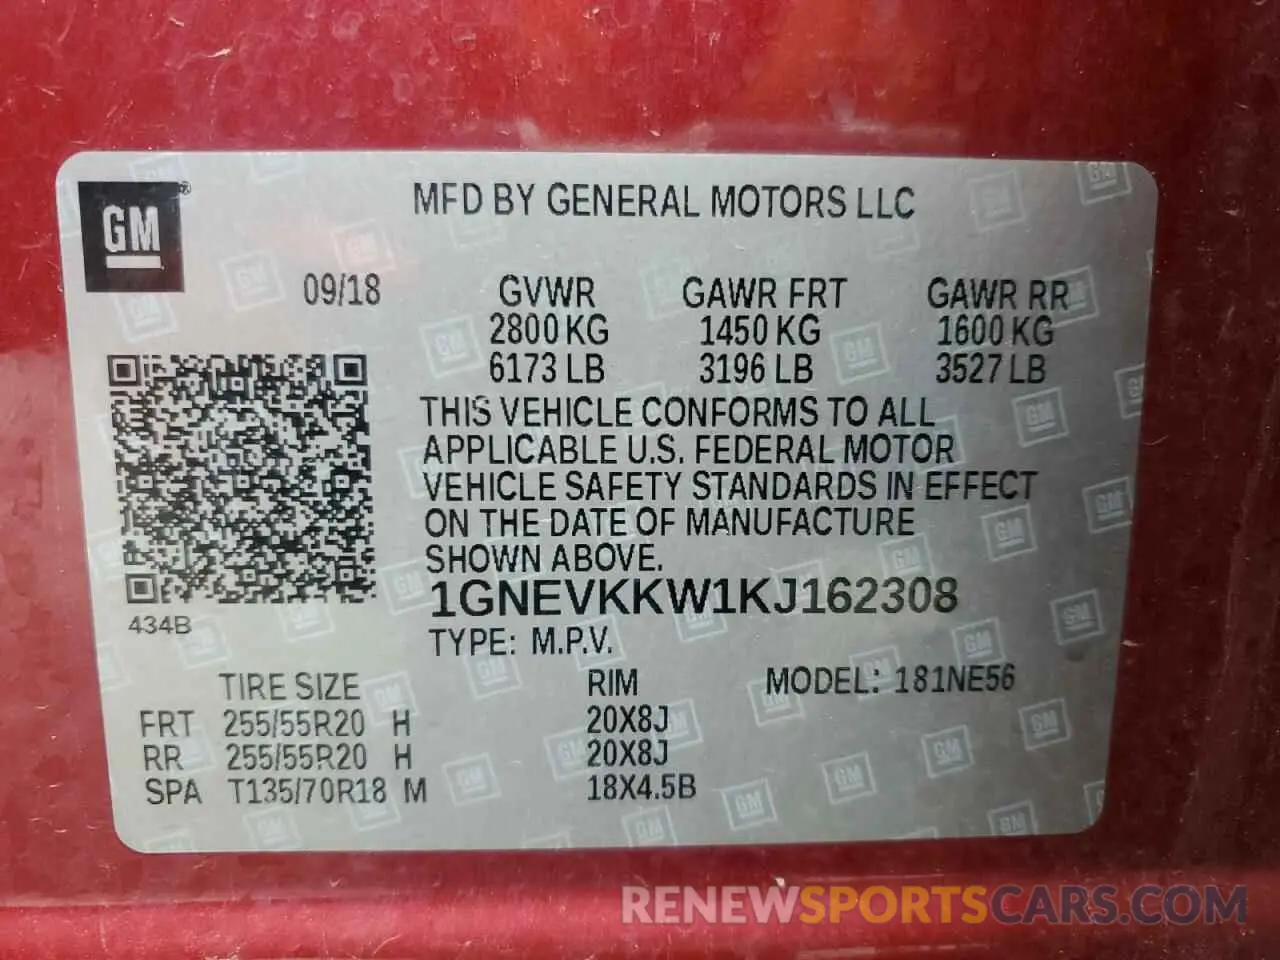 GM ®
MFD BY GENERAL MOTORS LLC
09/18 GVWR GAWR FRT GAWR RR
2800 KG 1450 KG 1600 KG
6173 LB 3196 LB 3527 LB
THIS VEHICLE CONFORMS TO ALL
APPLICABLE U.S. FEDERAL MOTOR
VEHICLE SAFETY STANDARDS IN EFFECT
ON THE DATE OF MANUFACTURE
SHOWN ABOVE.
1GNEVKKW1KJ162308
434B
TYPE: M.P.V.
TIRE SIZE RIM MODEL: 181NE56
FRT 255/55R20 H 20X8J
RR 255/55R20 H 20X8J
SPA T135/70R18 M 18X4.5B
RENEWSPORTSCARS.COM